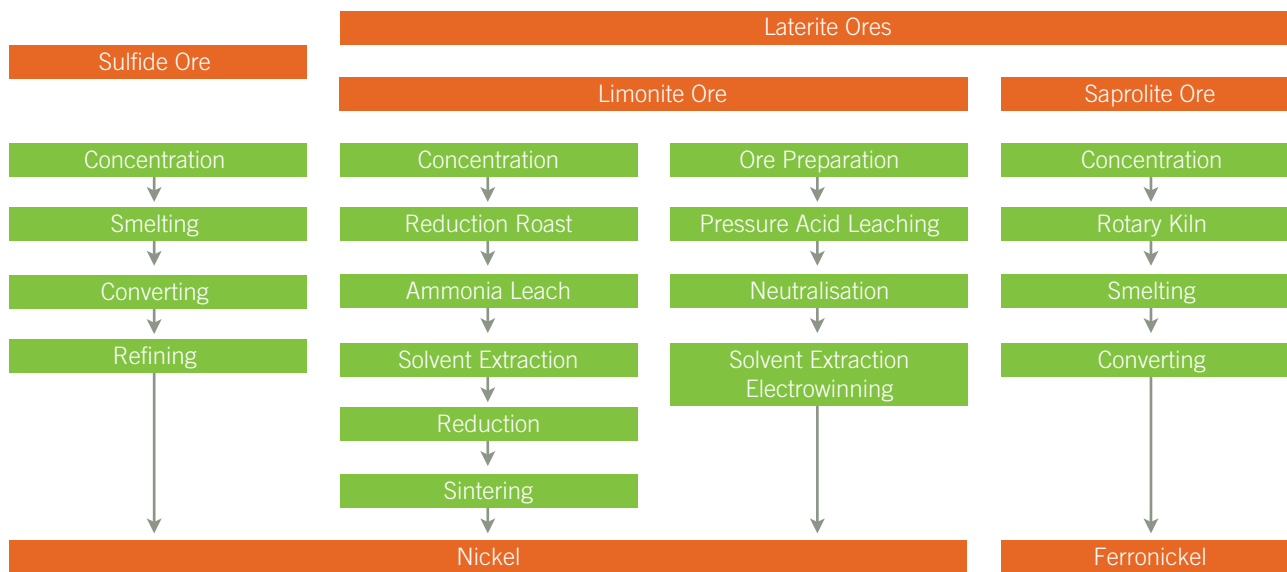 Laterite Ores
Sulfide Ore
Limonite Ore
Saprolite Ore
Concentration
Smelting
Converting
Refining
Concentration
Reduction Roast
Ammonia Leach
Solvent Extraction
Reduction
Sintering
Ore Preparation
Pressure Acid Leaching
Neutralisation
Solvent Extraction
Electrowinning
Concentration
Rotary Kiln
Smelting
Converting
Nickel
Ferronickel